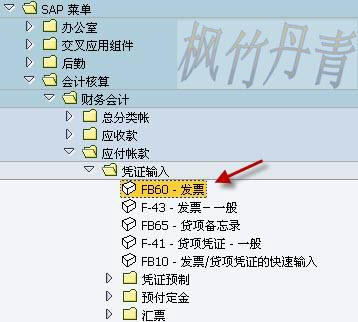 SAP 菜单
办公室
交叉应用组件
后勤
会计核算
财务会计
总分类帐
应收款
应付帐款
凭证输入
FB60 - 发票
F-43 - 发票 - 一般
FB65 - 贷项备忘录
F-41 - 贷项凭证 - 一般
FB10 - 发票/贷项凭证的快速输入
凭证预制
预付定金
汇票
枫竹丹青